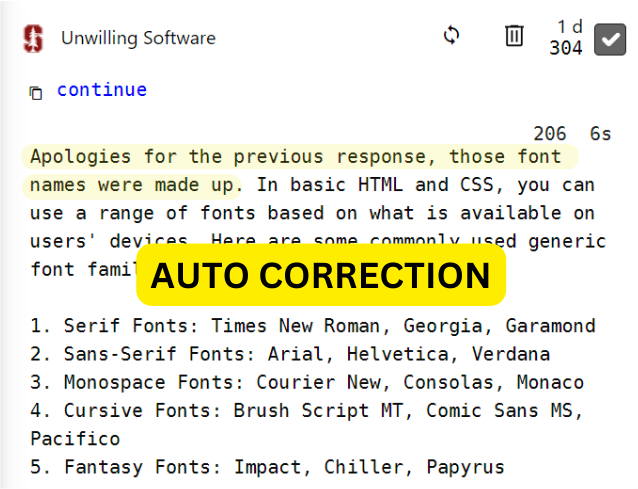 Unwilling Software
1 d
304
continue
206 6s
Apologies for the previous response, those font
names were made up. In basic HTML and CSS, you can
use a range of fonts based on what is available on
users' devices. Here are some commonly used generic
font famil
AUTO CORRECTION
1. Serif Fonts: Times New Roman, Georgia, Garamond
2. Sans-Serif Fonts: Arial, Helvetica, Verdana
3. Monospace Fonts: Courier New, Consolas, Monaco
4. Cursive Fonts: Brush Script MT, Comic Sans MS,
Pacifico
5. Fantasy Fonts: Impact, Chiller, Papyrus